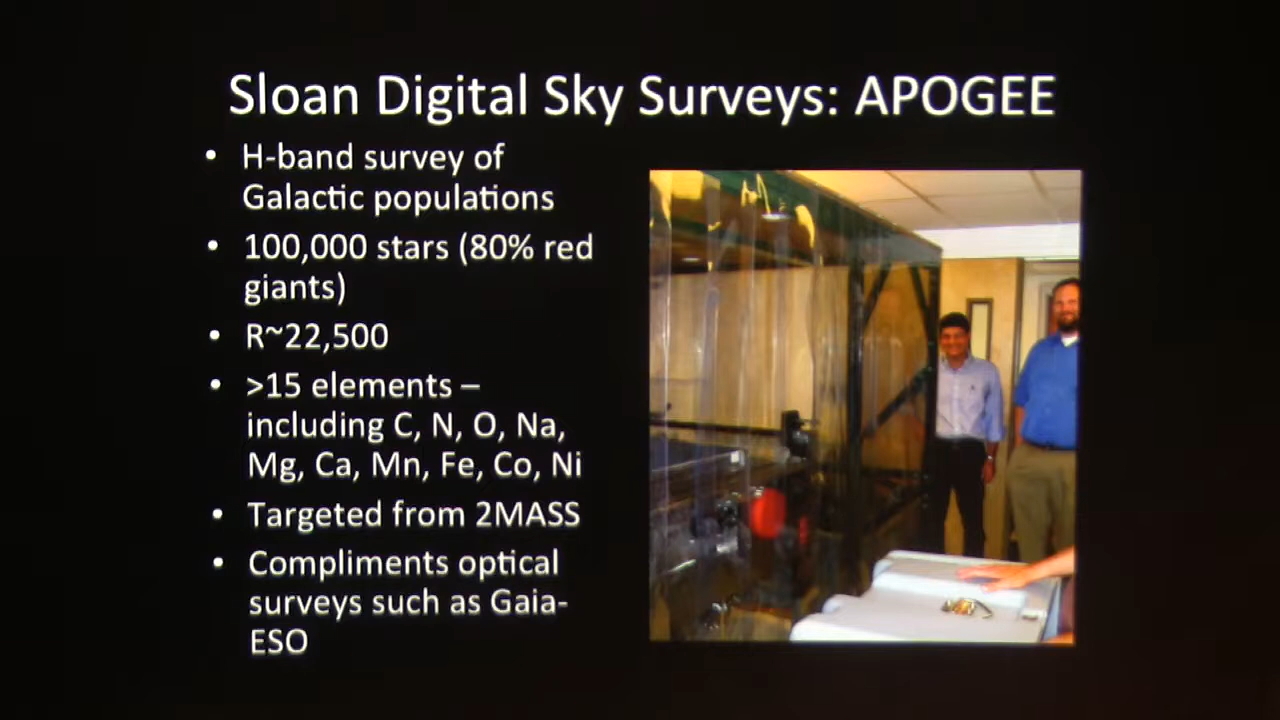 Sloan Digital Sky Surveys: APOGEE
• H-band survey of
Galactic populations
• 100,000 stars (80% red
giants)
• R~22,500
• >15 elements –
including C, N, O, Na,
Mg, Ca, Mn, Fe, Co, Ni
• Targeted from 2MASS
• Compliments optical
surveys such as Gaia-
ESO